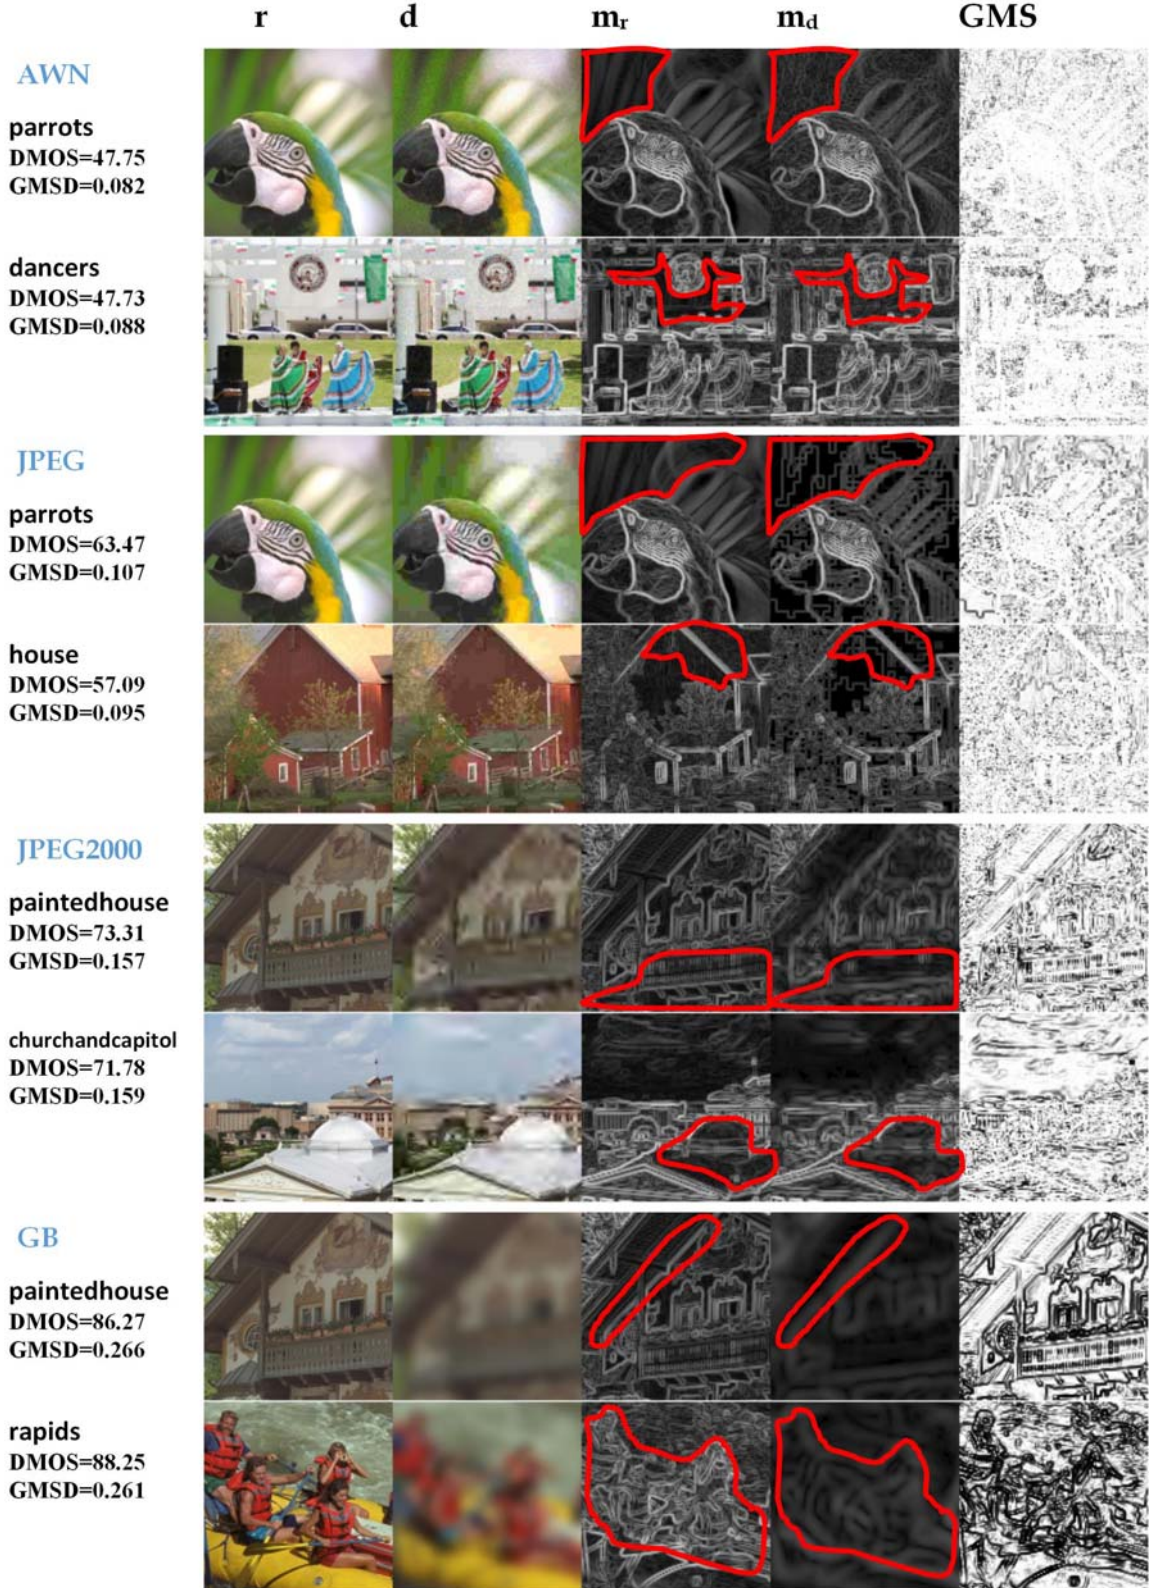 r d mr md GMS
AWN
parrots
DMOS=47.75
GMSD=0.082
dancers
DMOS=47.73
GMSD=0.088
JPEG
parrots
DMOS=63.47
GMSD=0.107
house
DMOS=57.09
GMSD=0.095
JPEG2000
paintedhouse
DMOS=73.31
GMSD=0.157
churchandcapitol
DMOS=71.78
GMSD=0.159
GB
paintedhouse
DMOS=86.27
GMSD=0.266
rapids
DMOS=88.25
GMSD=0.261